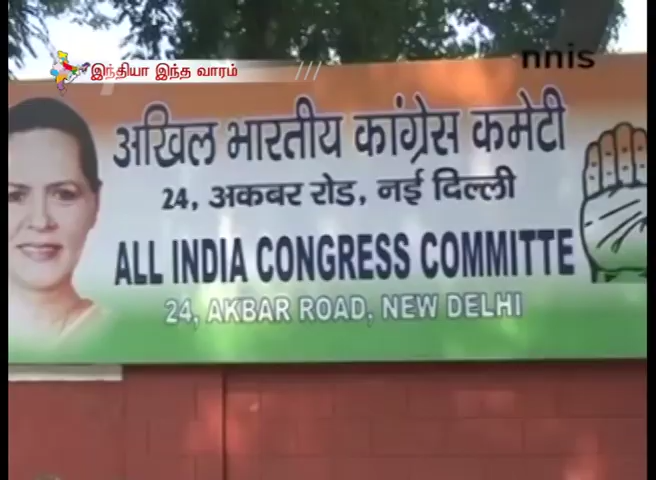 இந்தியா இந்த வாரம்
nnis
अखिल भारतीय कांग्रेस कमेटी
24, अकबर रोड, नई दिल्ली
ALL INDIA CONGRESS COMMITTE
24, AKBAR ROAD, NEW DELHI